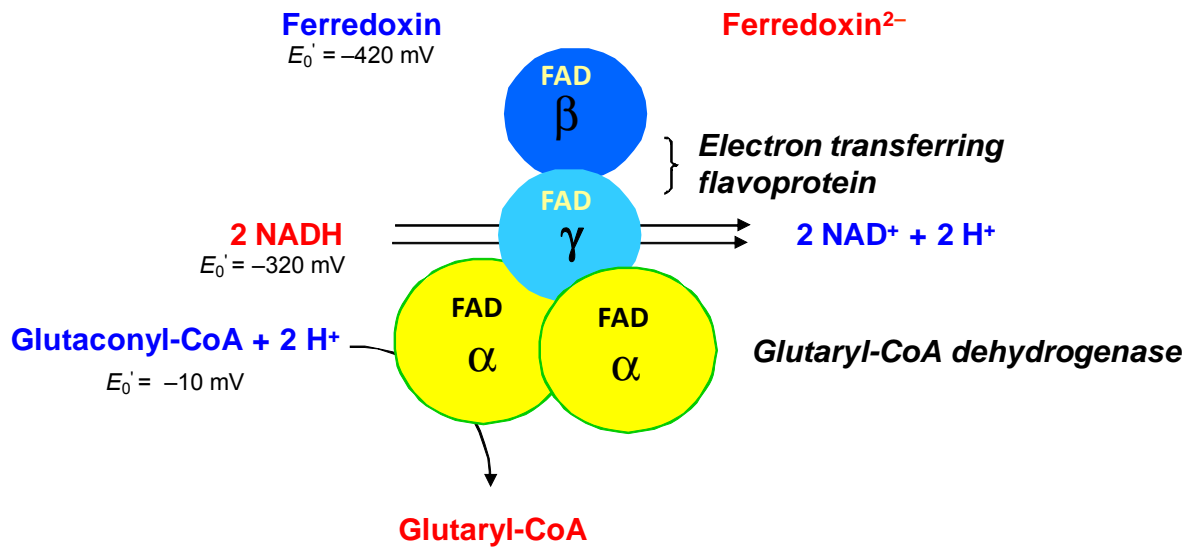 Ferredoxin
E₀' = –420 mV
Ferredoxin²⁻
FAD
β
Electron transferring
flavoprotein
FAD
γ
2 NADH
E₀' = –320 mV
2 NAD⁺ + 2 H⁺
FAD
α
FAD
α
Glutaconyl-CoA + 2 H⁺
E₀' = –10 mV
Glutaryl-CoA dehydrogenase
Glutaryl-CoA